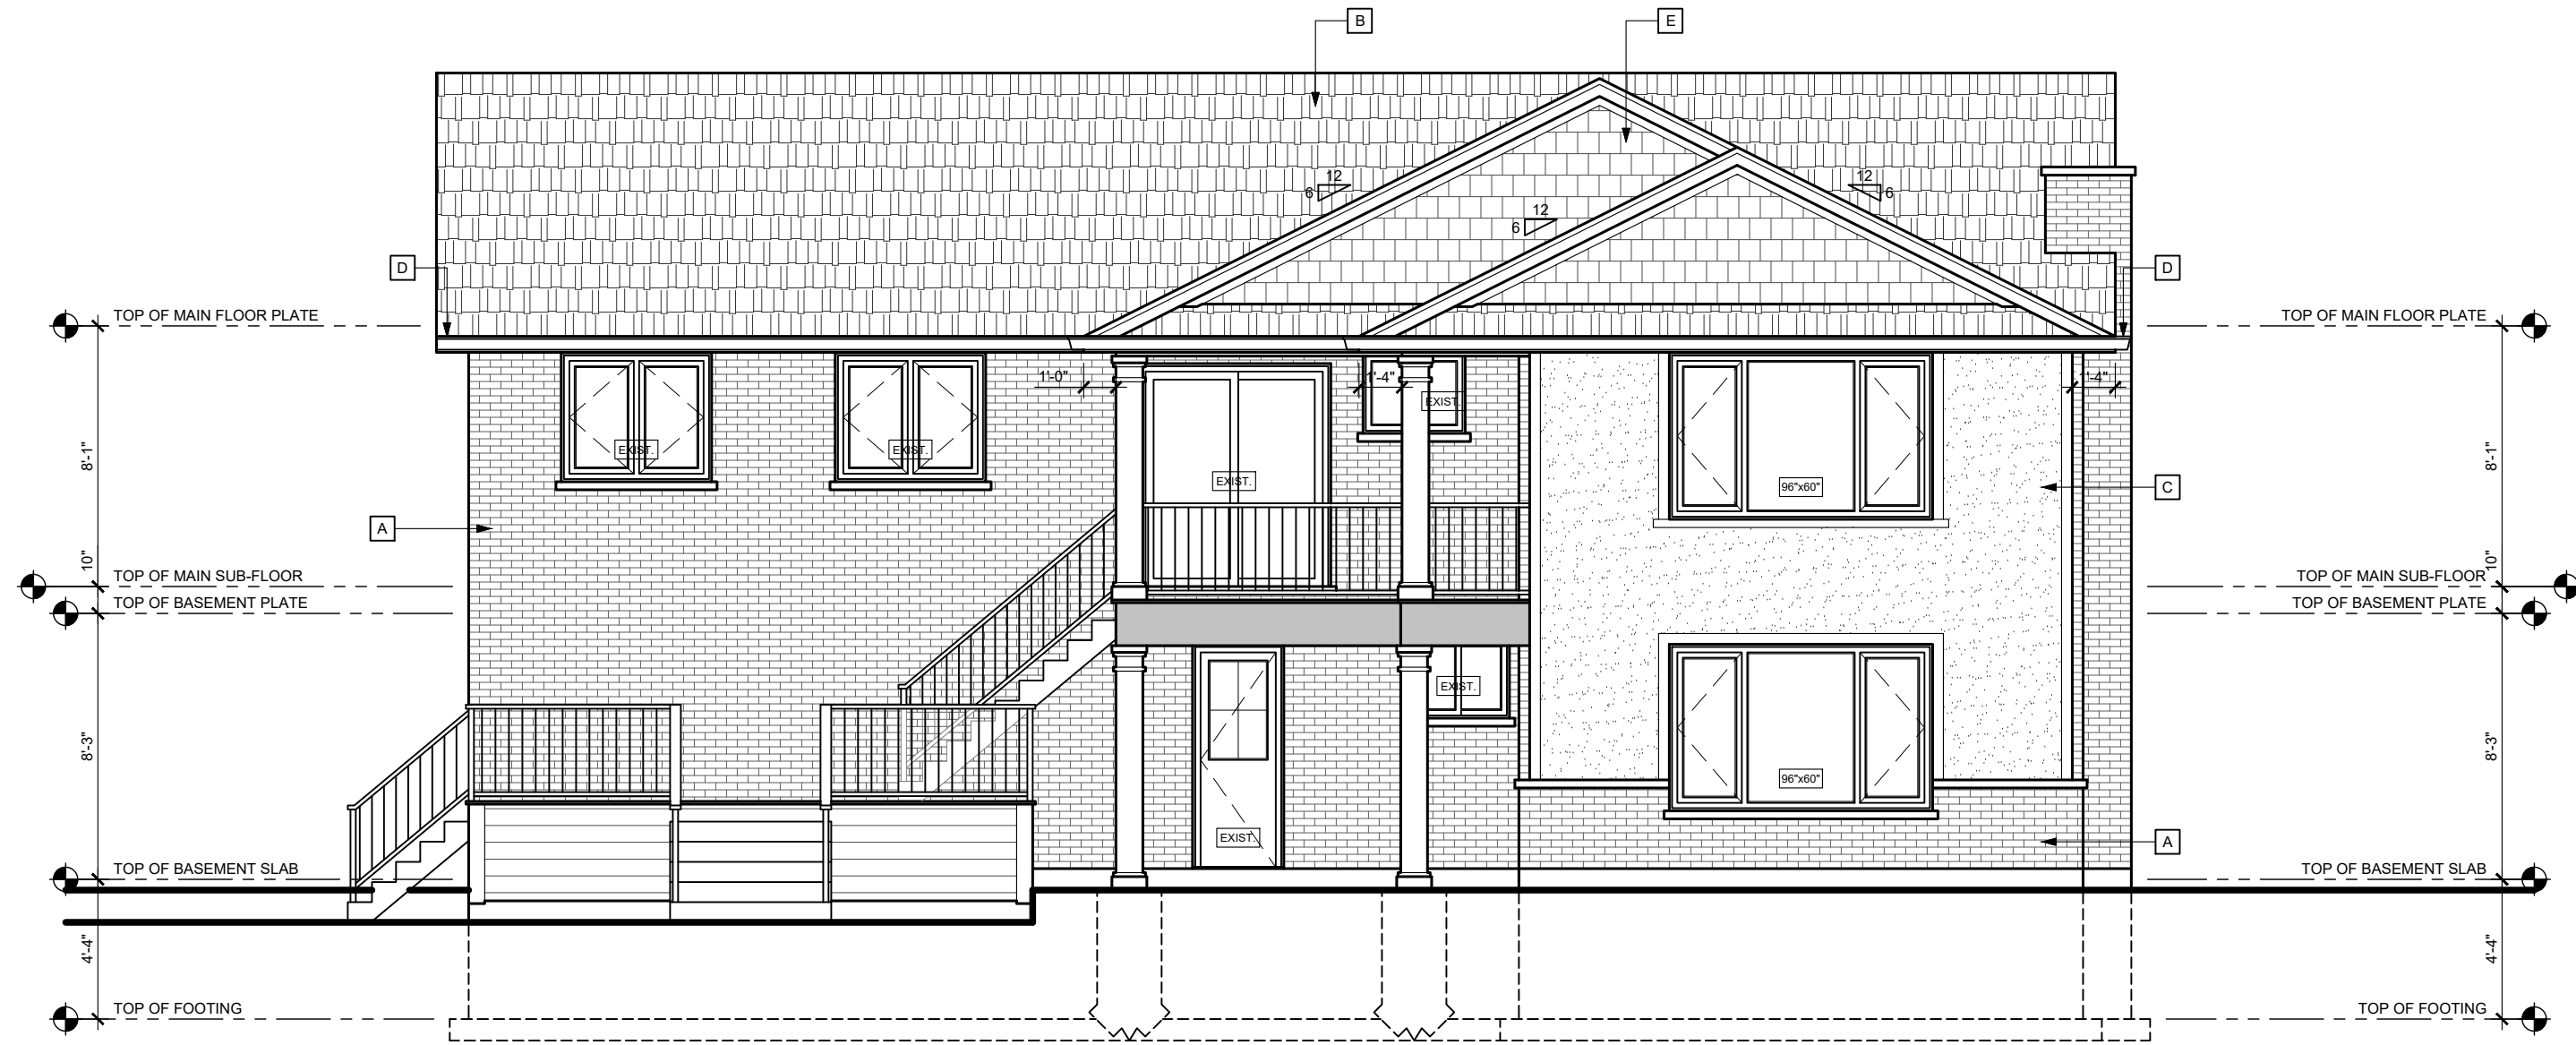 B
E
12
6
12
6
12
6
D
D
TOP OF MAIN FLOOR PLATE
TOP OF MAIN FLOOR PLATE
1'-0"
1'-4"
1'-4"
EXIST.
EXIST.
EXIST.
EXIST.
8'-1"
8'-1"
96"x60"
C
A
10"
10"
TOP OF MAIN SUB-FLOOR
TOP OF MAIN SUB-FLOOR
TOP OF BASEMENT PLATE
TOP OF BASEMENT PLATE
EXIST.
8'-3"
8'-3"
96"x60"
EXIST.
A
TOP OF BASEMENT SLAB
TOP OF BASEMENT SLAB
4'-4"
4'-4"
TOP OF FOOTING
TOP OF FOOTING